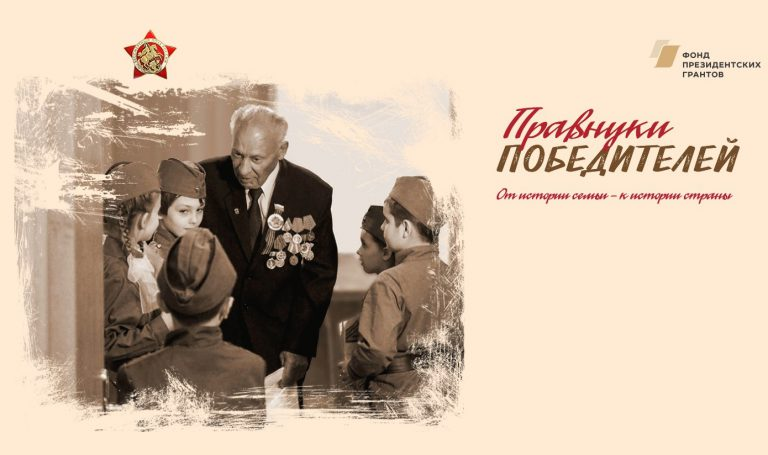 ФОНД
ПРЕЗИДЕНТСКИХ
ГРАНТОВ
Правнуки
ПОБЕДИТЕЛЕЙ
От истории семьи – к истории страны